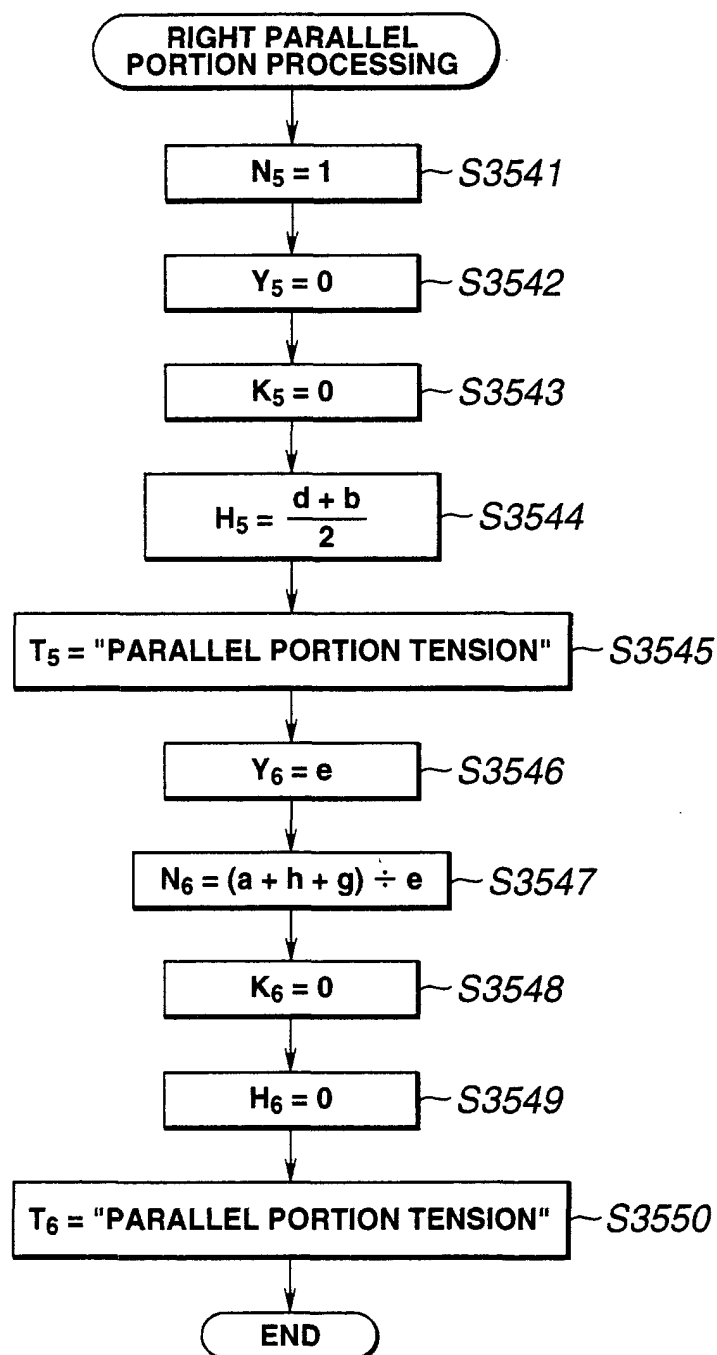 RIGHT PARALLEL
PORTION PROCESSING
N₅ = 1
S3541
Y₅ = 0
S3542
K₅ = 0
S3543
H₅ = (d + b) / 2
S3544
T₅ = "PARALLEL PORTION TENSION"
S3545
Y₆ = e
S3546
N₆ = (a + h + g) ÷ e
S3547
K₆ = 0
S3548
H₆ = 0
S3549
T₆ = "PARALLEL PORTION TENSION"
S3550
END